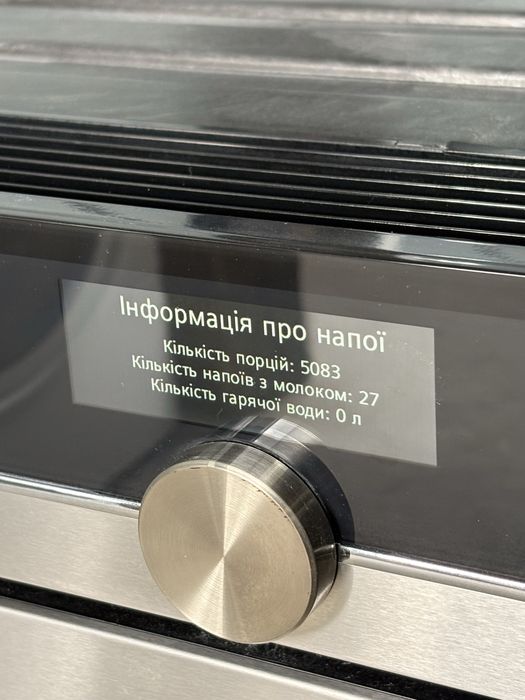 Інформація про напої
Кількість порцій: 5083
Кількість напоїв з молоком: 27
Кількість гарячої води: 0 л